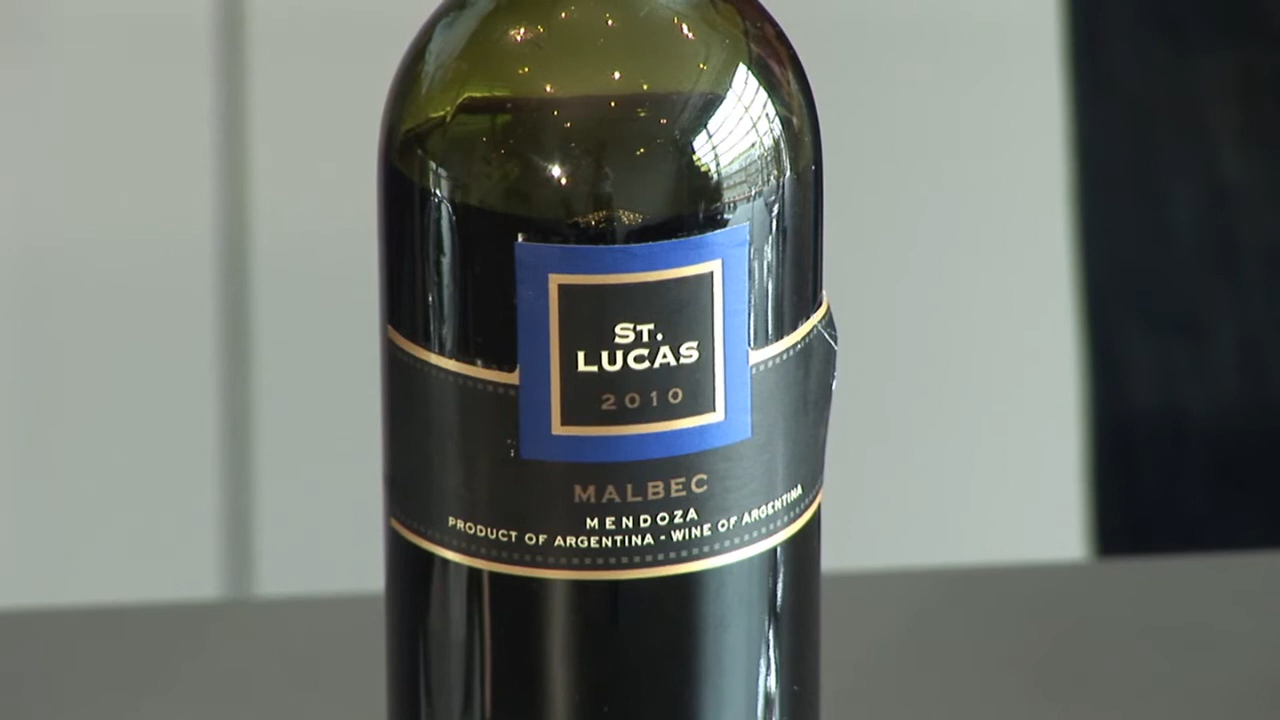 ST.
LUCAS
2010
MALBEC
MENDOZA
PRODUCT OF ARGENTINA - WINE OF ARGENTINA